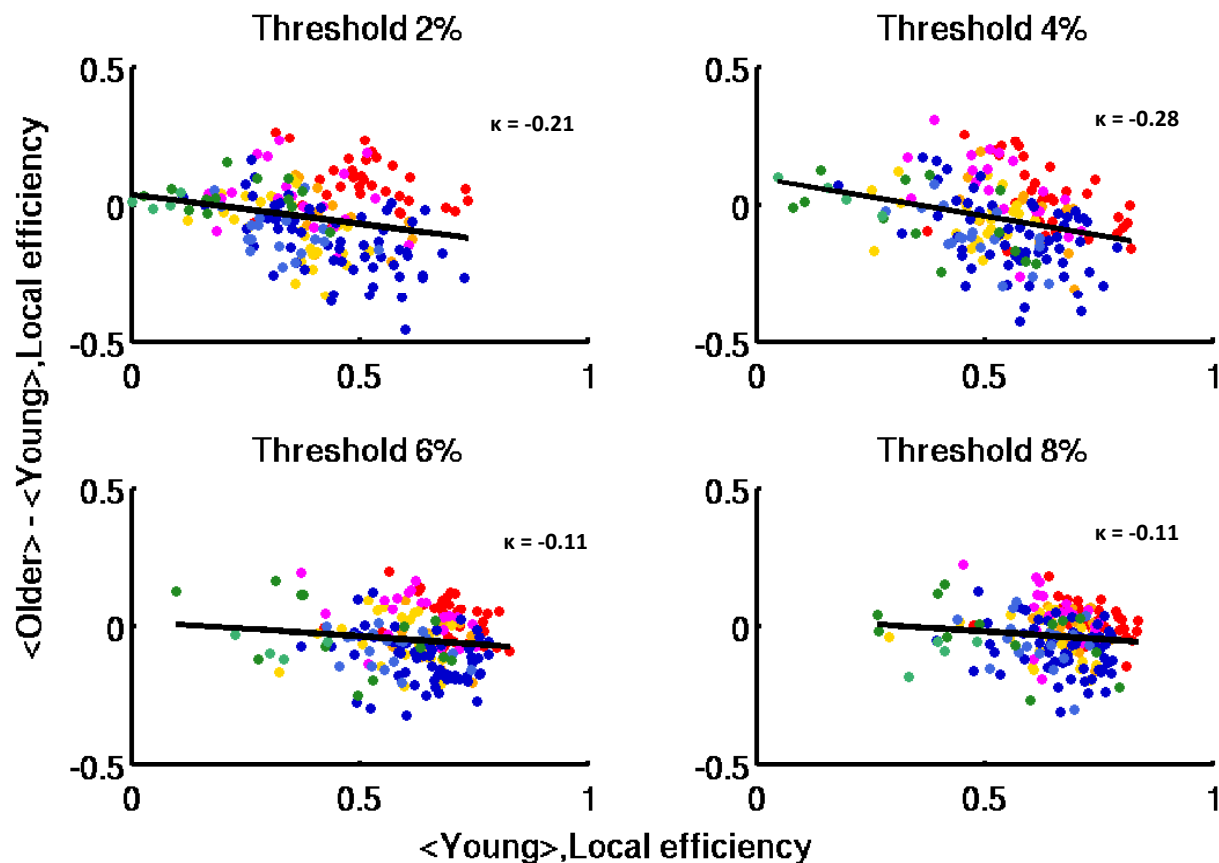 Threshold 2%
Threshold 4%
0.5
κ = -0.21
0
-0.5
0
0.5
1
0.5
κ = -0.28
0
-0.5
0
0.5
1
Threshold 6%
Threshold 8%
0.5
κ = -0.11
0
-0.5
0
0.5
1
0.5
κ = -0.11
0
-0.5
0
0.5
1
<Older> - <Young>,Local efficiency
<Young>,Local efficiency